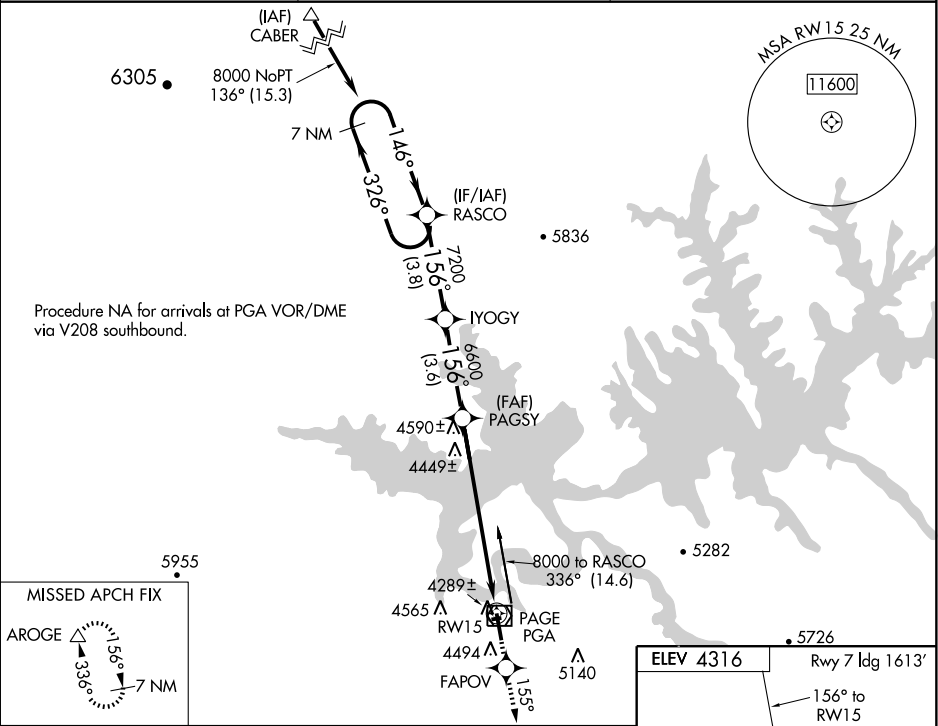 (IAF)
CABER
6305
8000 NoPT
136° (15.3)
7 NM
146°
326°
(IF/IAF)
RASCO
MSA RW15 25 NM
11600
5836
7200
156°
(3.8)
IYOGY
Procedure NA for arrivals at PGA VOR/DME
via V208 southbound.
6600
156°
(3.6)
(FAF)
PAGSY
4590±
4449±
5282
8000 to RASCO
336° (14.6)
5955
4289±
4565
RW15
PAGE
PGA
4494
FAPOV
155°
5140
5726
MISSED APCH FIX
AROGE
156°
336°
7 NM
ELEV 4316
Rwy 7 ldg 1613'
156° to
RW15